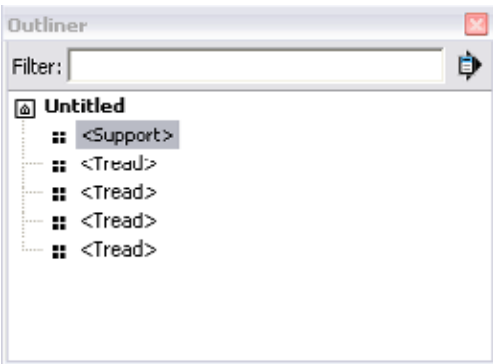 Outliner
Filter:
Untitled
<Support>
<Tread>
<Tread>
<Tread>
<Tread>